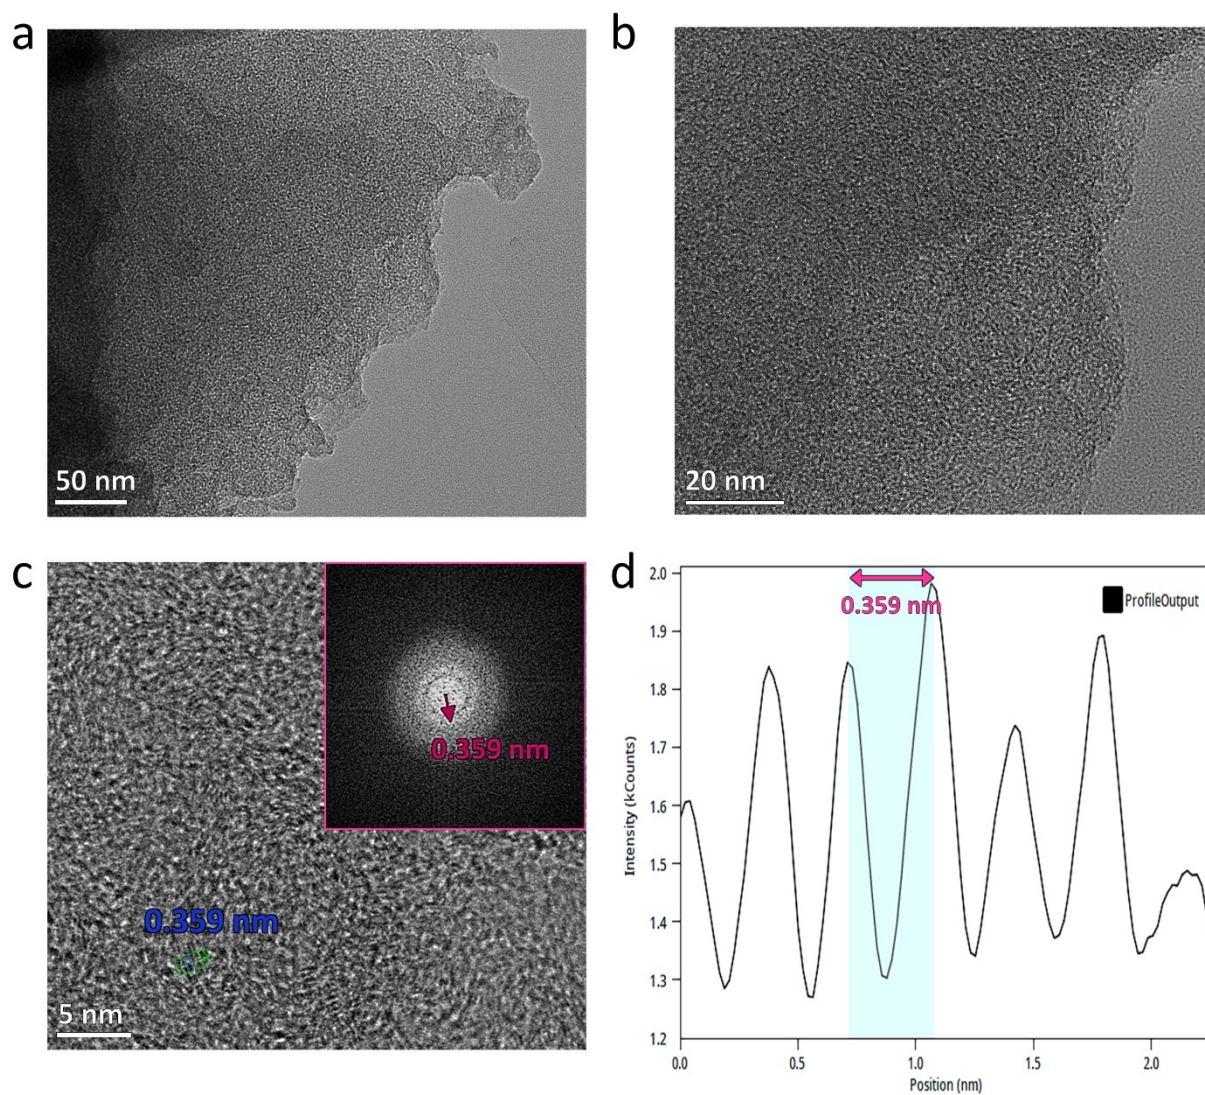 a
50 nm
b
20 nm
c
0.359 nm
0.359 nm
5 nm
d
2.0
1.9
1.8
1.7
1.6
1.5
1.4
1.3
1.2
Intensity (kCounts)
0.359 nm
ProfileOutput
0.0
0.5
1.0
1.5
2.0
Position (nm)